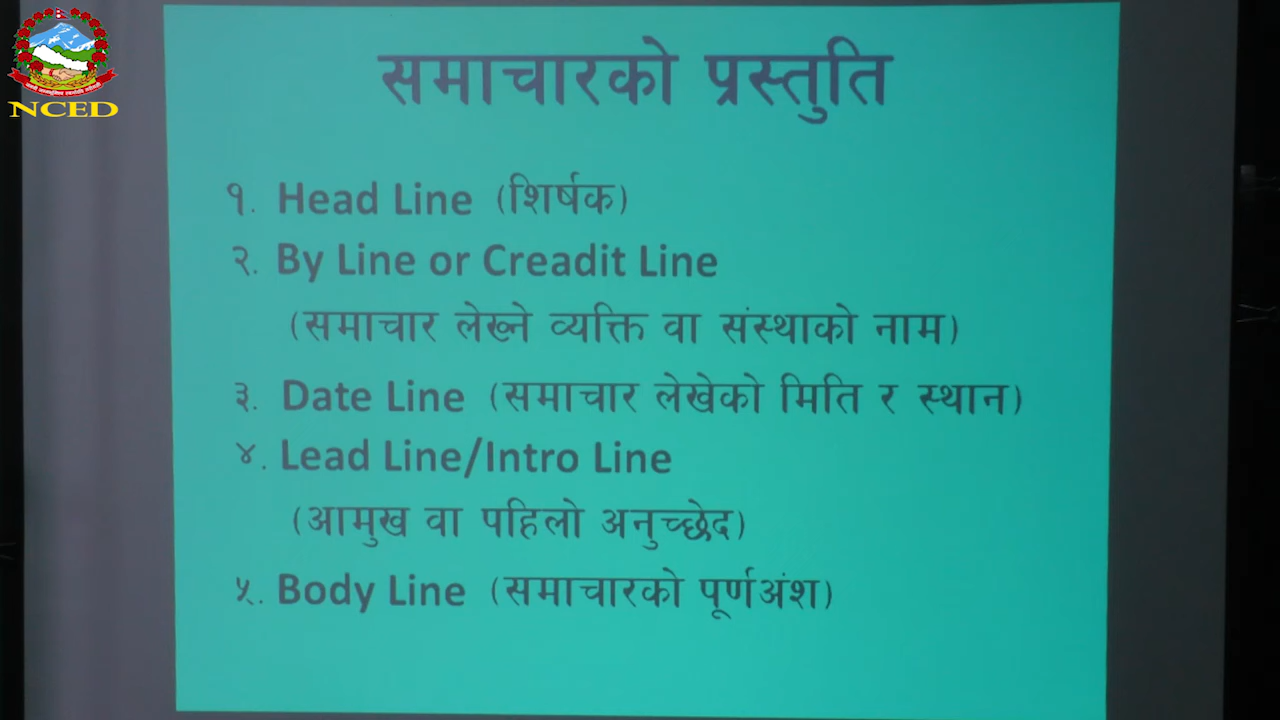 NCED
समाचारको प्रस्तुति
१. Head Line (शिर्षक)
२. By Line or Creadit Line
(समाचार लेख्ने व्यक्ति वा संस्थाको नाम)
३. Date Line (समाचार लेखेको मिति र स्थान)
४. Lead Line/Intro Line
(आमुख वा पहिलो अनुच्छेद)
५. Body Line (समाचारको पूर्णअंश)